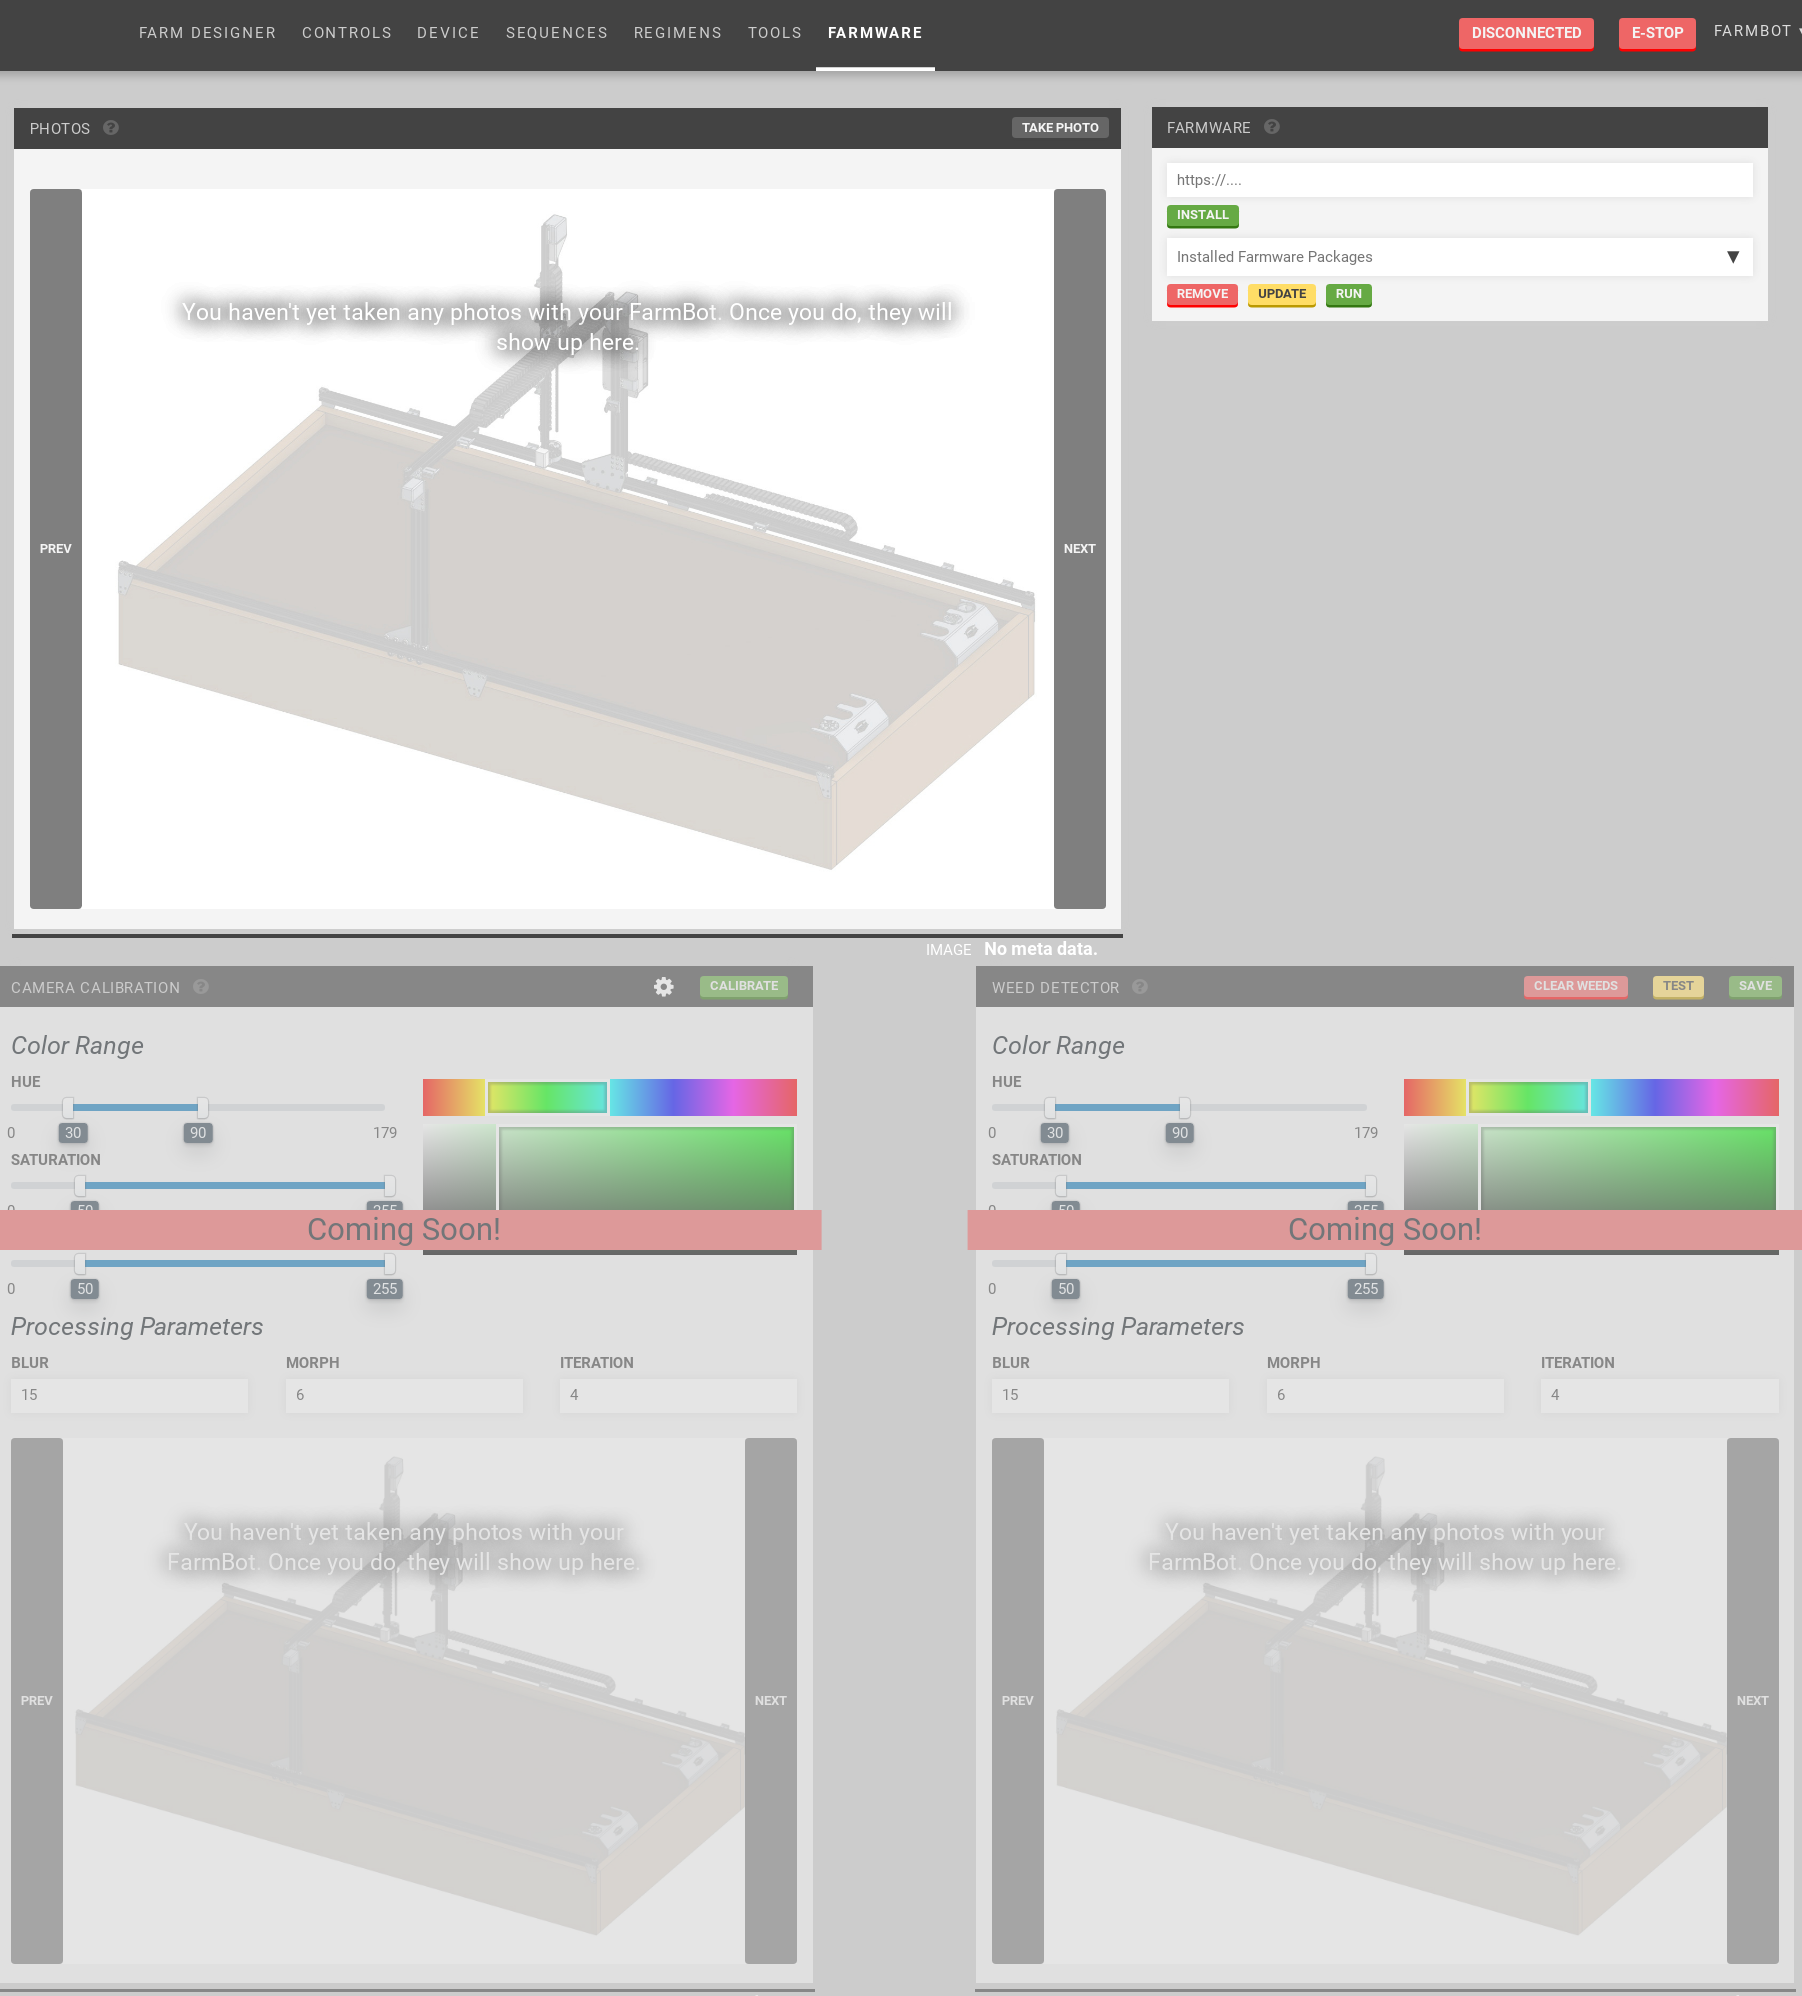 FARM DESIGNER CONTROLS DEVICE SEQUENCES REGIMENS TOOLS FARMWARE DISCONNECTED E-STOP FARMBOT
PHOTOS TAKE PHOTO
You haven't yet taken any photos with your FarmBot. Once you do, they will
show up here.
PREV
NEXT
IMAGE No meta data.
FARMWARE
https://....
INSTALL
Installed Farmware Packages ▼
REMOVE UPDATE RUN
CAMERA CALIBRATION CALIBRATE
Color Range
HUE
0 30 90 179
SATURATION
0 50 255
Coming Soon!
0 50 255
Processing Parameters
BLUR MORPH ITERATION
15 6 4
You haven't yet taken any photos with your
FarmBot. Once you do, they will show up here.
PREV
NEXT
WEED DETECTOR CLEAR WEEDS TEST SAVE
Color Range
HUE
0 30 90 179
SATURATION
0 50 255
Coming Soon!
0 50 255
Processing Parameters
BLUR MORPH ITERATION
15 6 4
You haven't yet taken any photos with your
FarmBot. Once you do, they will show up here.
PREV
NEXT